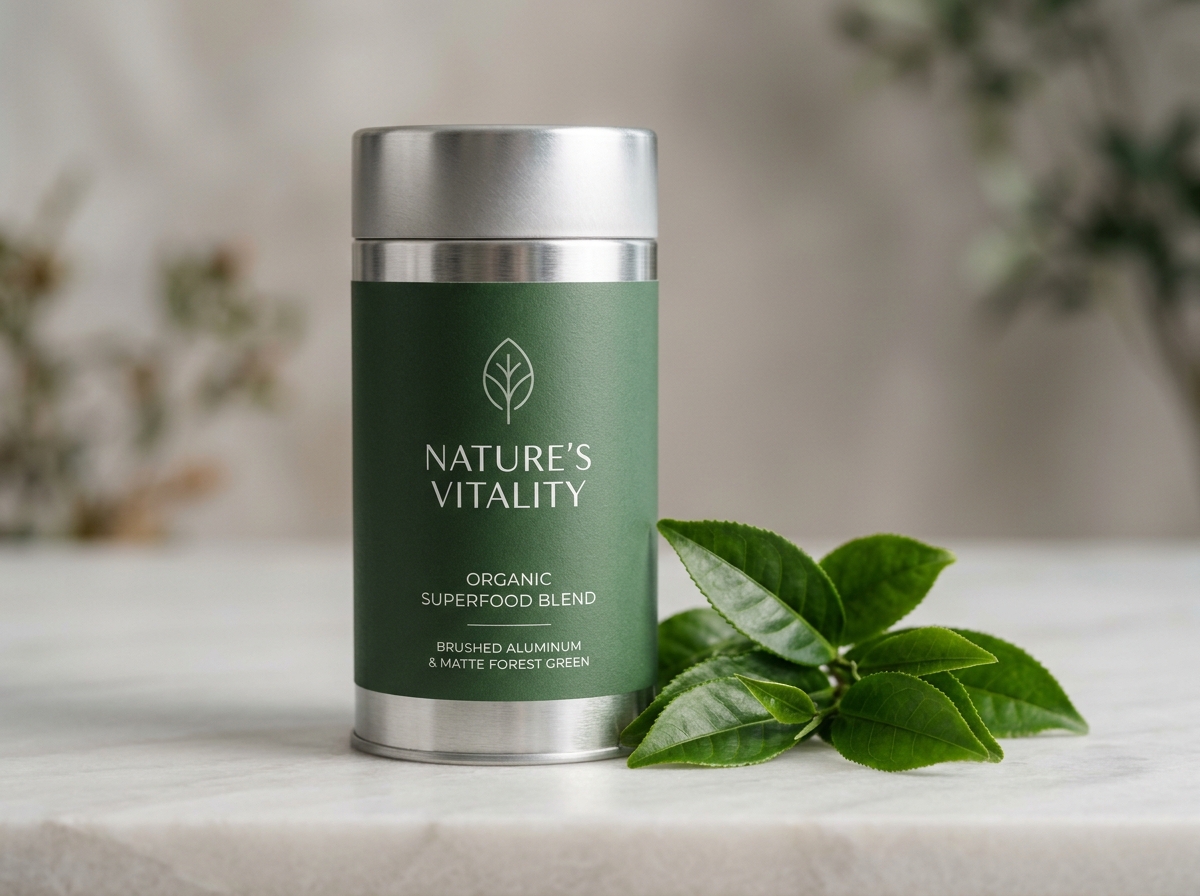 NATURE’S
VITALITY
ORGANIC
SUPERFOOD BLEND
BRUSHED ALUMINUM
& MATTE FOREST GREEN